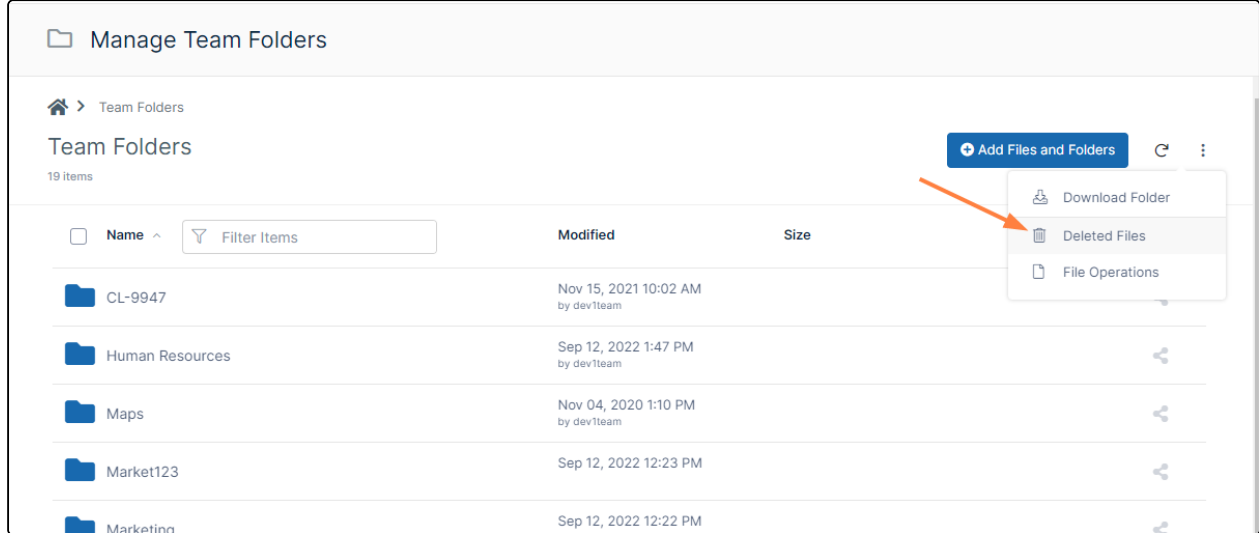 Manage Team Folders
Team Folders
Team Folders
19 items
Add Files and Folders
Download Folder
Deleted Files
File Operations
Name
Filter Items
Modified
Size
CL-9947
Nov 15, 2021 10:02 AM
by dev1team
Human Resources
Sep 12, 2022 1:47 PM
by dev1team
Maps
Nov 04, 2020 1:10 PM
by dev1team
Market123
Sep 12, 2022 12:23 PM
Marketing
Sep 12, 2022 12:22 PM